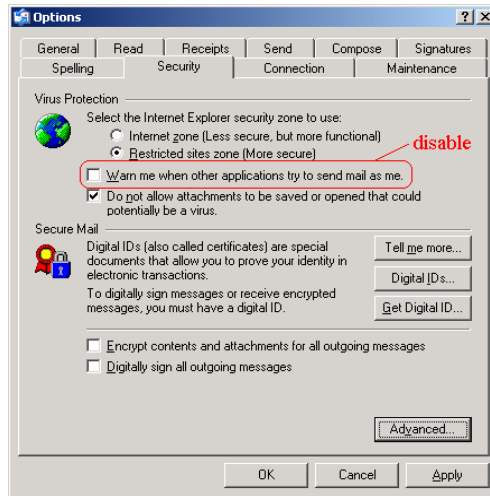 Options
General Read Receipts Send Compose Signatures
Spelling Security Connection Maintenance
Virus Protection
Select the Internet Explorer security zone to use:
Internet zone (Less secure, but more functional)
disable
Restricted sites zone (More secure)
Warn me when other applications try to send mail as me.
Do not allow attachments to be saved or opened that could
potentially be a virus.
Secure Mail
Digital IDs (also called certificates) are special
documents that allow you to prove your identity in
electronic transactions.
Tell me more...
Digital IDs...
To digitally sign messages or receive encrypted
messages, you must have a digital ID.
Get Digital ID...
Encrypt contents and attachments for all outgoing messages
Digitally sign all outgoing messages
Advanced...
OK Cancel Apply